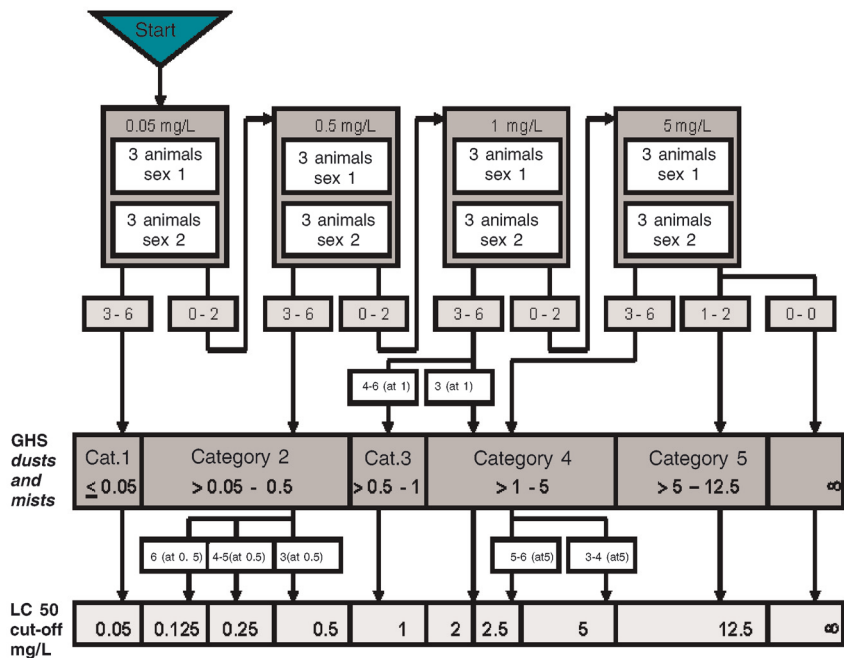 Start
0.05 mg/L
0.5 mg/L
1 mg/L
5 mg/L
3 animals
sex 1
3 animals
sex 1
3 animals
sex 1
3 animals
sex 1
3 animals
sex 2
3 animals
sex 2
3 animals
sex 2
3 animals
sex 2
3 - 6
0 - 2
3 - 6
0 - 2
3 - 6
0 - 2
3 - 6
1 - 2
0 - 0
4-6 (at 1)
3 (at 1)
GHS
dusts
and
mists
Cat.1
≤ 0.05
Category 2
> 0.05 - 0.5
Cat.3
> 0.5 - 1
Category 4
> 1 - 5
Category 5
> 5 – 12.5
∞
6 (at 0. 5)
4-5(at 0.5)
3(at 0.5)
5-6 (at5)
3-4 (at5)
LC 50
cut-off
mg/L
0.05
0.125
0.25
0.5
1
2
2.5
5
12.5
∞